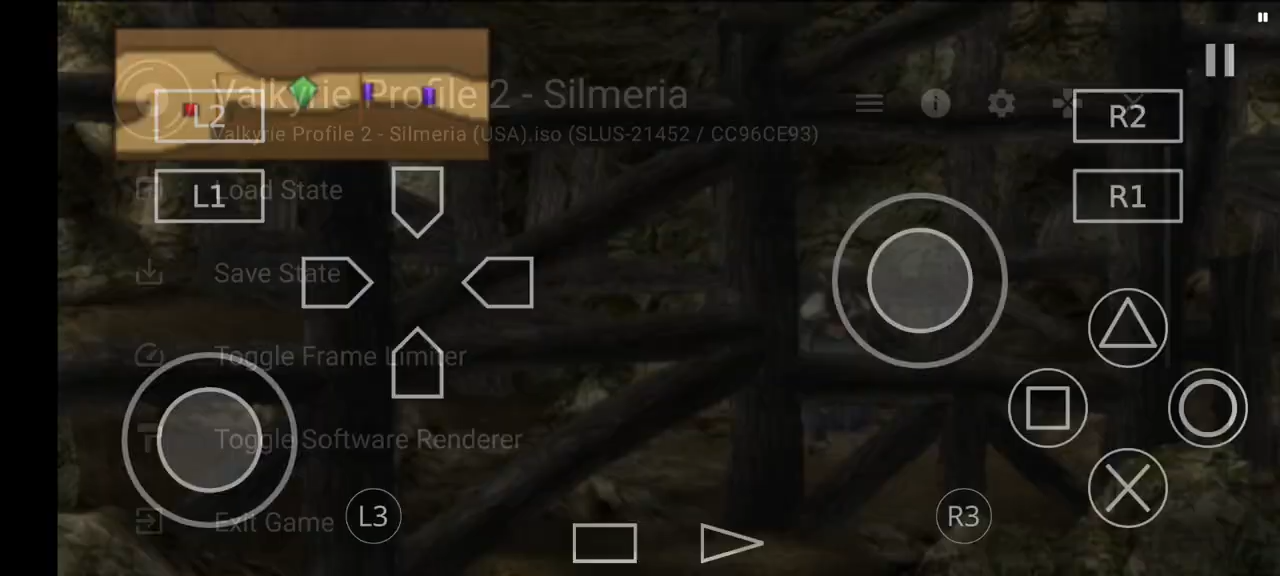 Valkyrie Profile 2 - Silmeria
Valkyrie Profile 2 - Silmeria (USA).iso (SLUS-21452 / CC96CE93)
L2
R2
Load State
L1
R1
Save State
Toggle Frame Limiter
Toggle Software Renderer
Exit Game
L3
R3